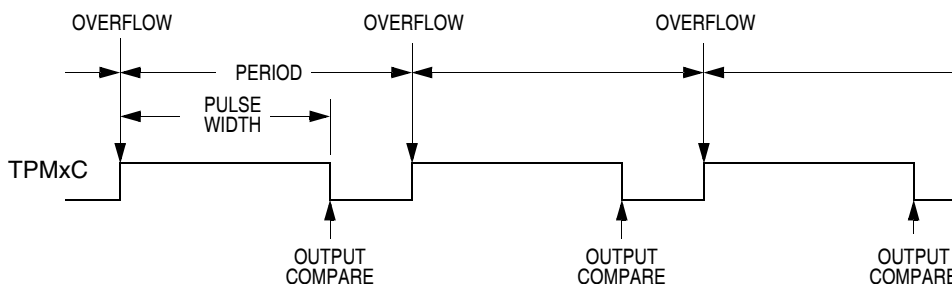 OVERFLOW
OVERFLOW
OVERFLOW
PERIOD
PULSE
WIDTH
TPMxC
OUTPUT
COMPARE
OUTPUT
COMPARE
OUTPUT
COMPARE